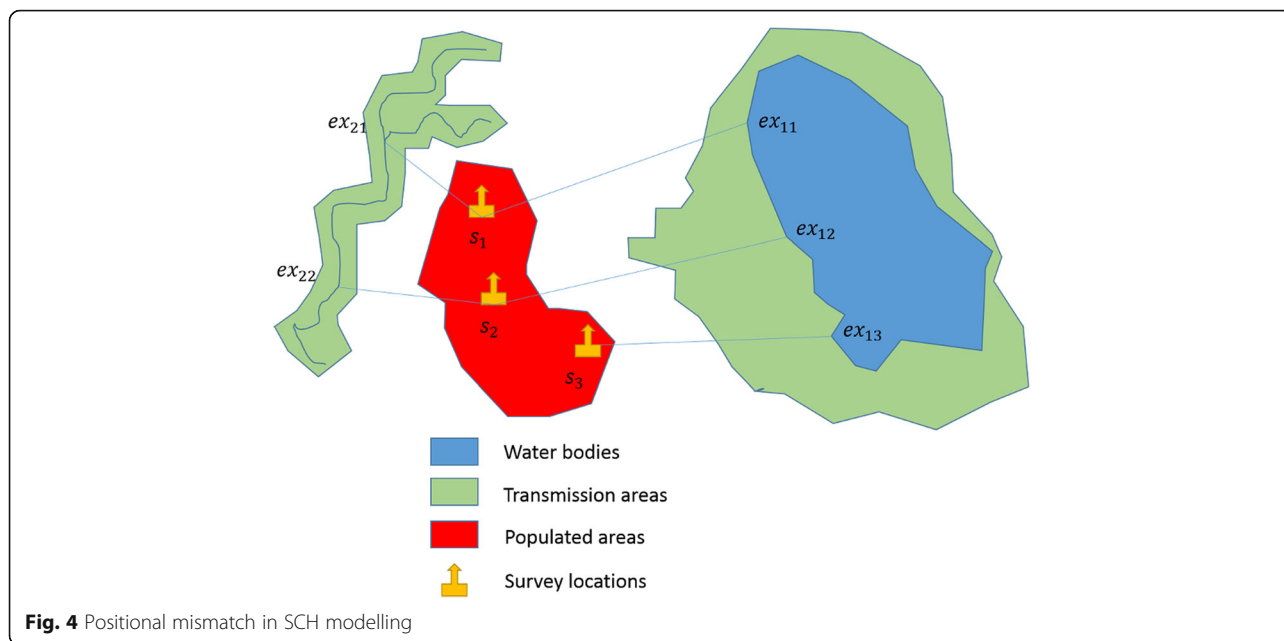 ex₂₁
ex₁₁
s₁
ex₁₂
ex₂₂
s₂
ex₁₃
s₃
Water bodies
Transmission areas
Populated areas
Survey locations
Fig. 4 Positional mismatch in SCH modelling